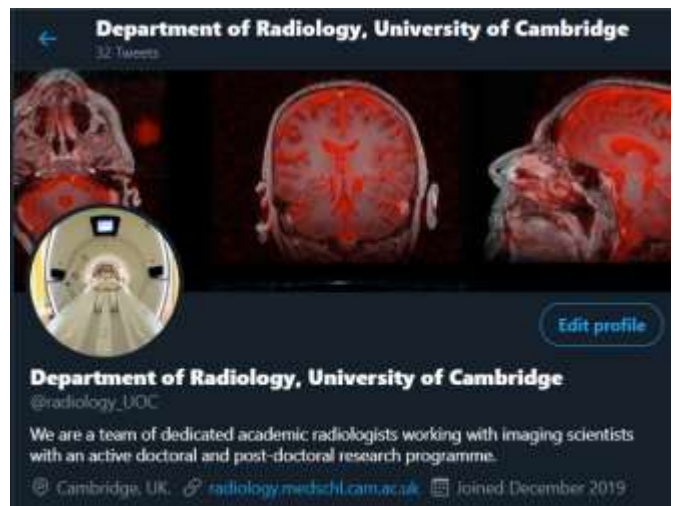 Department of Radiology, University of Cambridge
32 Tweets
Edit profile
Department of Radiology, University of Cambridge
@radiology_UOC
We are a team of dedicated academic radiologists working with imaging scientists
with an active doctoral and post-doctoral research programme.
Cambridge, UK. radiology.medschl.cam.ac.uk Joined December 2019